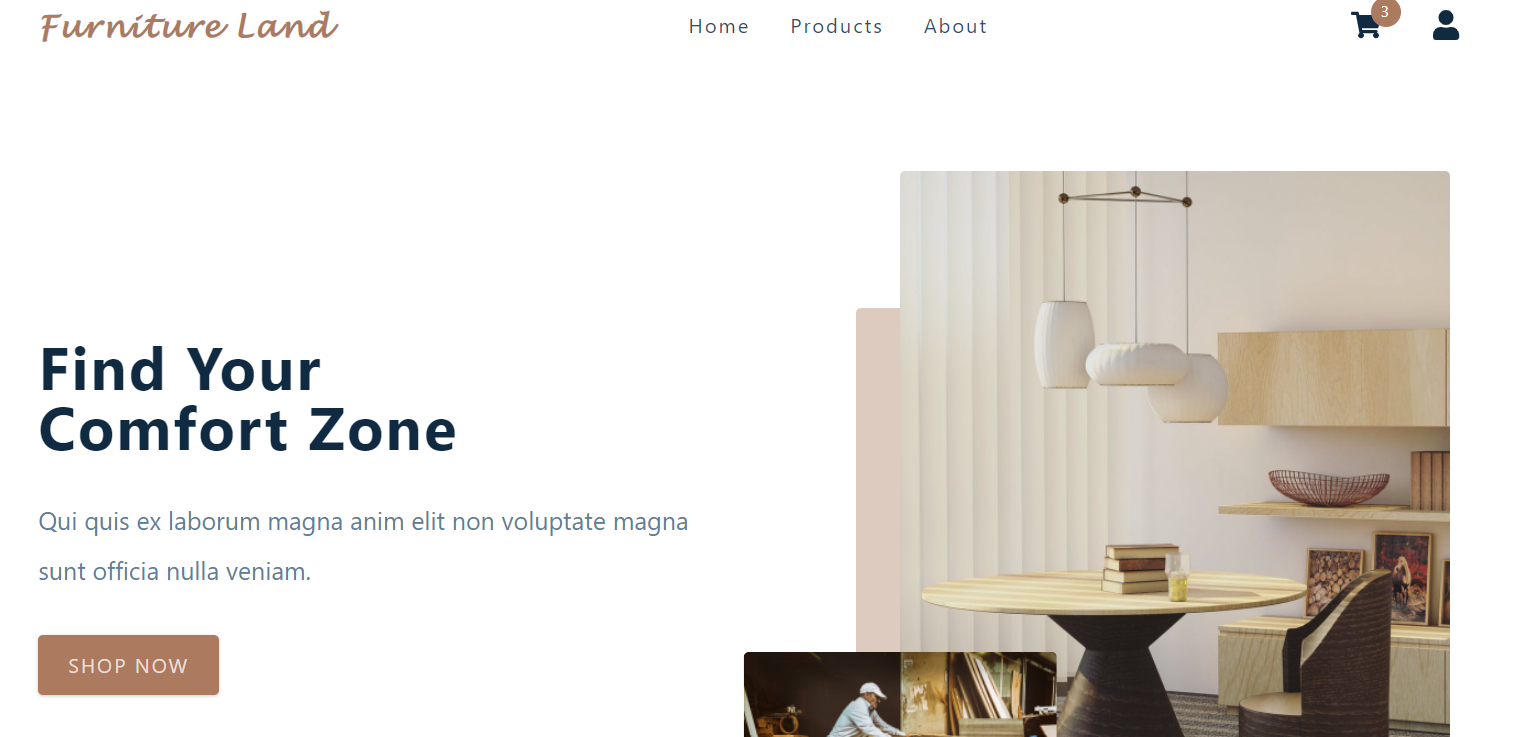 Furniture Land
Home Products About
3
Find Your
Comfort Zone
Qui quis ex laborum magna anim elit non voluptate magna
sunt officia nulla veniam.
SHOP NOW